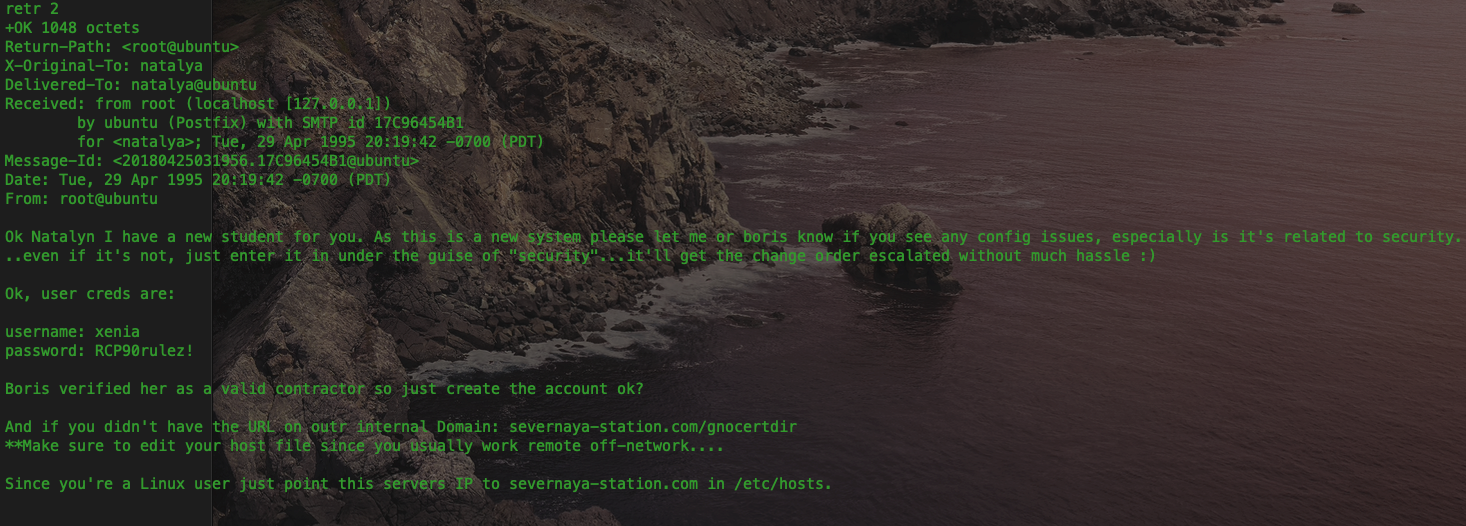 retr 2
+OK 1048 octets
Return-Path: <root@ubuntu>
X-Original-To: natalya
Delivered-To: natalya@ubuntu
Received: from root (localhost [127.0.0.1])
by ubuntu (Postfix) with SMTP id 17C96454B1
for <natalya>; Tue, 29 Apr 1995 20:19:42 -0700 (PDT)
Message-Id: <20180425031956.17C96454B1@ubuntu>
Date: Tue, 29 Apr 1995 20:19:42 -0700 (PDT)
From: root@ubuntu
Ok Natalyn I have a new student for you. As this is a new system please let me or boris know if you see any config issues, especially is it's related to security.
..even if it's not, just enter it in under the guise of "security"...it'll get the change order escalated without much hassle :)
Ok, user creds are:
username: xenia
password: RCP90rulez!
Boris verified her as a valid contractor so just create the account ok?
And if you didn't have the URL on outr internal Domain: severnaya-station.com/gnocertdir
**Make sure to edit your host file since you usually work remote off-network....
Since you're a Linux user just point this servers IP to severnaya-station.com in /etc/hosts.